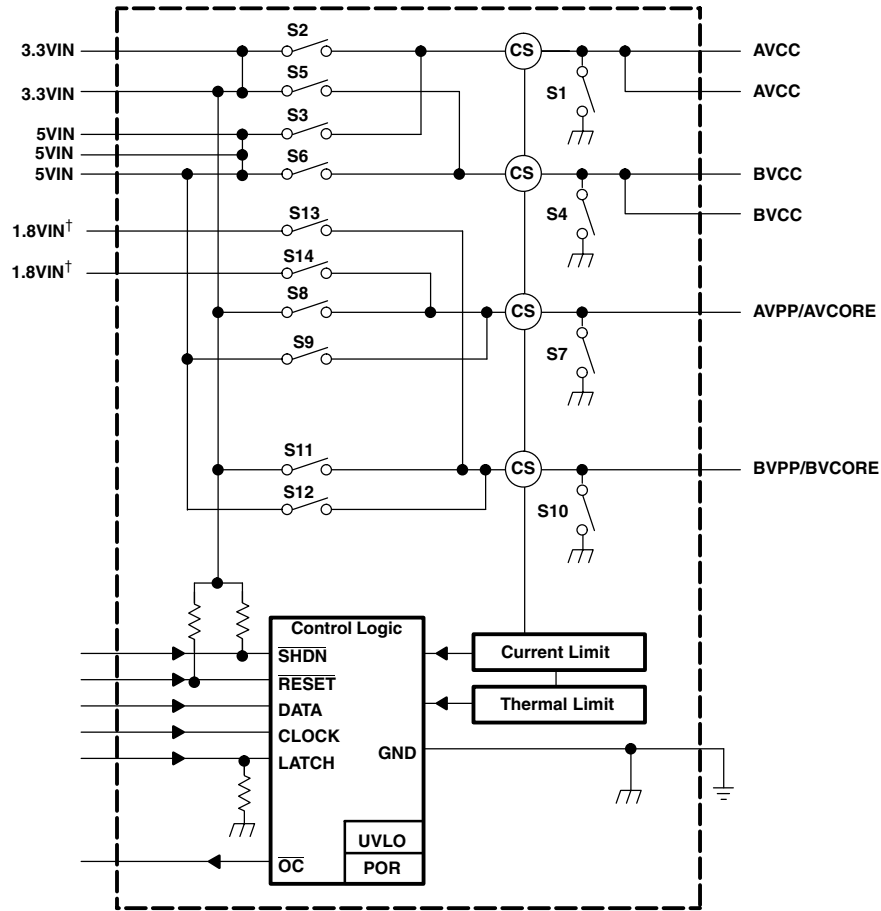 S2
3.3VIN
CS
AVCC
S5
3.3VIN
S1
AVCC
S3
5VIN
5VIN
S6
5VIN
CS
BVCC
S13
S4
BVCC
1.8VIN†
S14
1.8VIN†
S8
CS
AVPP/AVCORE
S9
S7
S11
CS
BVPP/BVCORE
S12
S10
Control Logic
SHDN
RESET
DATA
CLOCK
LATCH
GND
UVLO
POR
OC
Current Limit
Thermal Limit